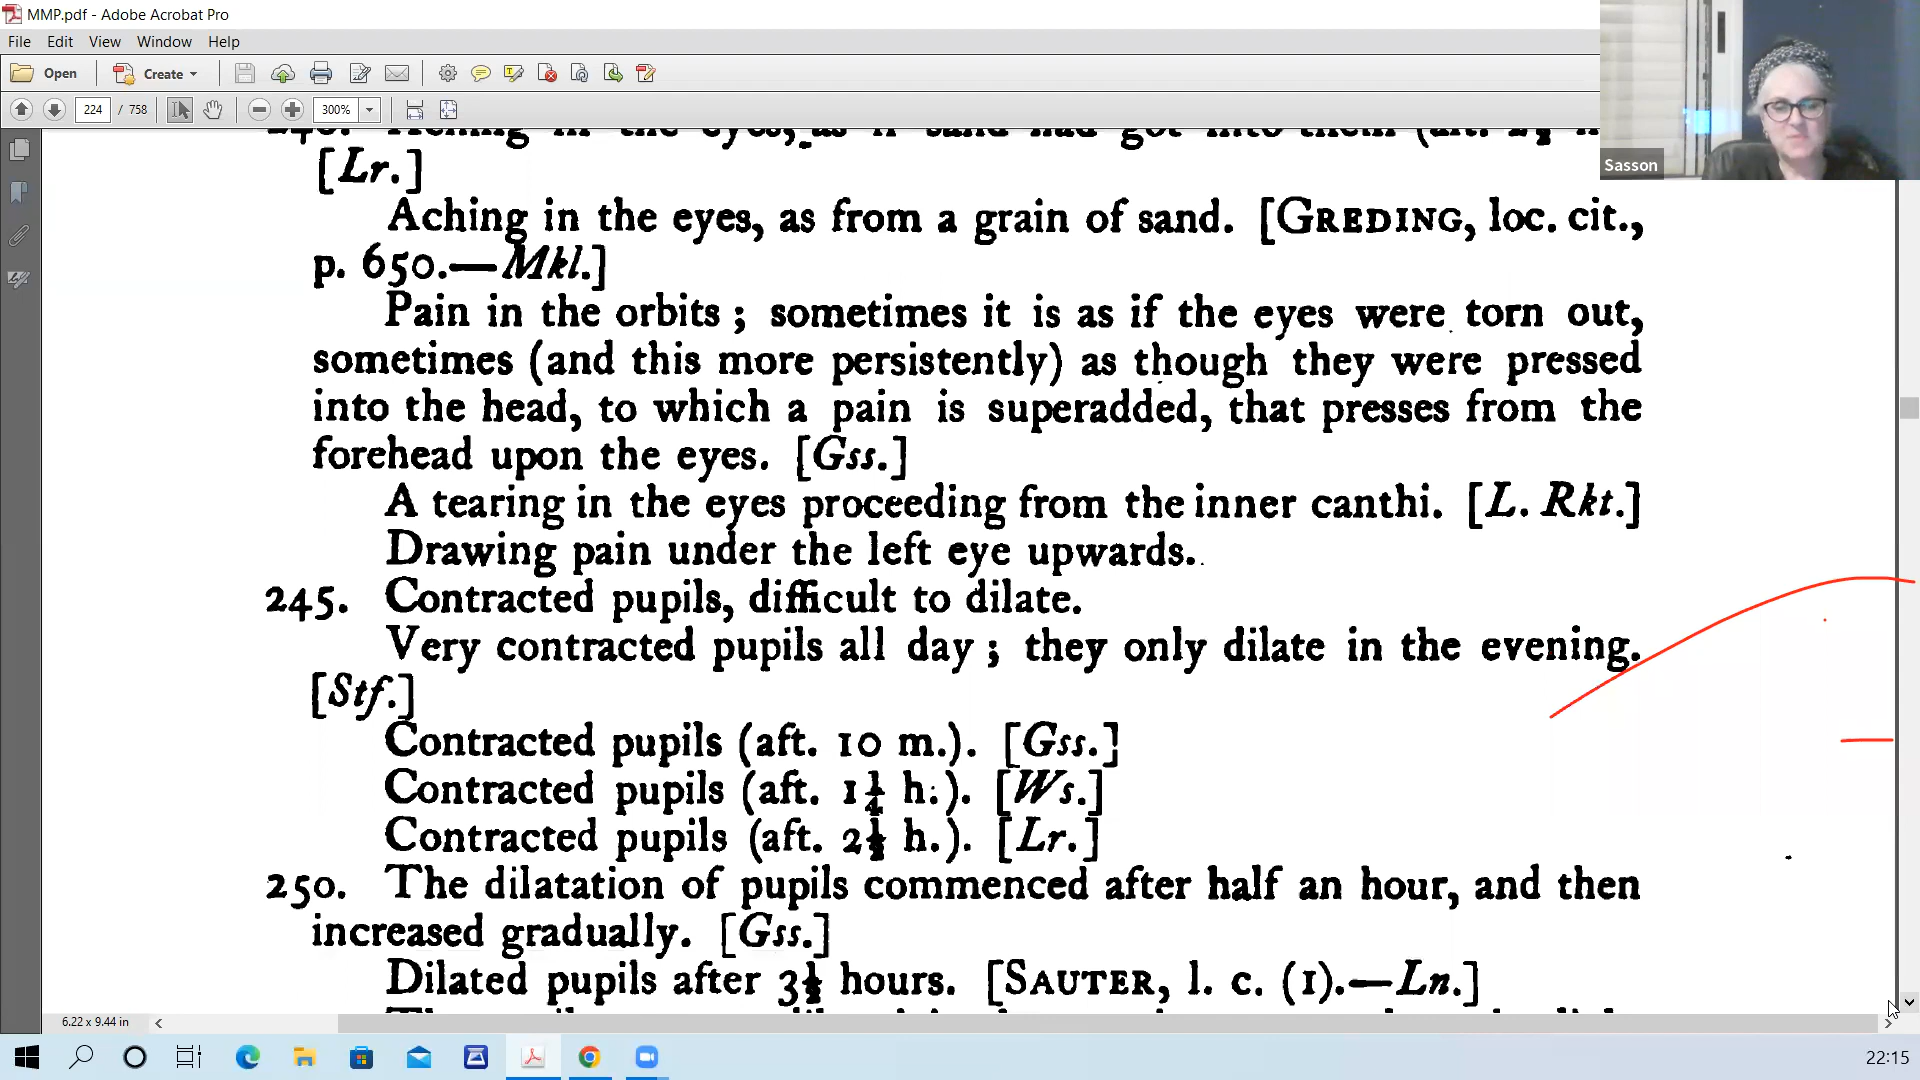 MMP.pdf - Adobe Acrobat Pro
File Edit View Window Help
Open Create
224 / 758 300%
Sasson
[Lr.]
Aching in the eyes, as from a grain of sand. [GREDING, loc. cit.,
p. 650.—Mkl.]
Pain in the orbits ; sometimes it is as if the eyes were torn out,
sometimes (and this more persistently) as though they were pressed
into the head, to which a pain is superadded, that presses from the
forehead upon the eyes. [Gss.]
A tearing in the eyes proceeding from the inner canthi. [L. Rkt.]
Drawing pain under the left eye upwards.
245. Contracted pupils, difficult to dilate.
Very contracted pupils all day ; they only dilate in the evening.
[Stf.]
Contracted pupils (aft. 10 m.). [Gss.]
Contracted pupils (aft. 1¼ h.). [Ws.]
Contracted pupils (aft. 2½ h.). [Lr.]
250. The dilatation of pupils commenced after half an hour, and then
increased gradually. [Gss.]
Dilated pupils after 3½ hours. [SAUTER, l. c. (1).—Ln.]
6.22 x 9.44 in
22:15